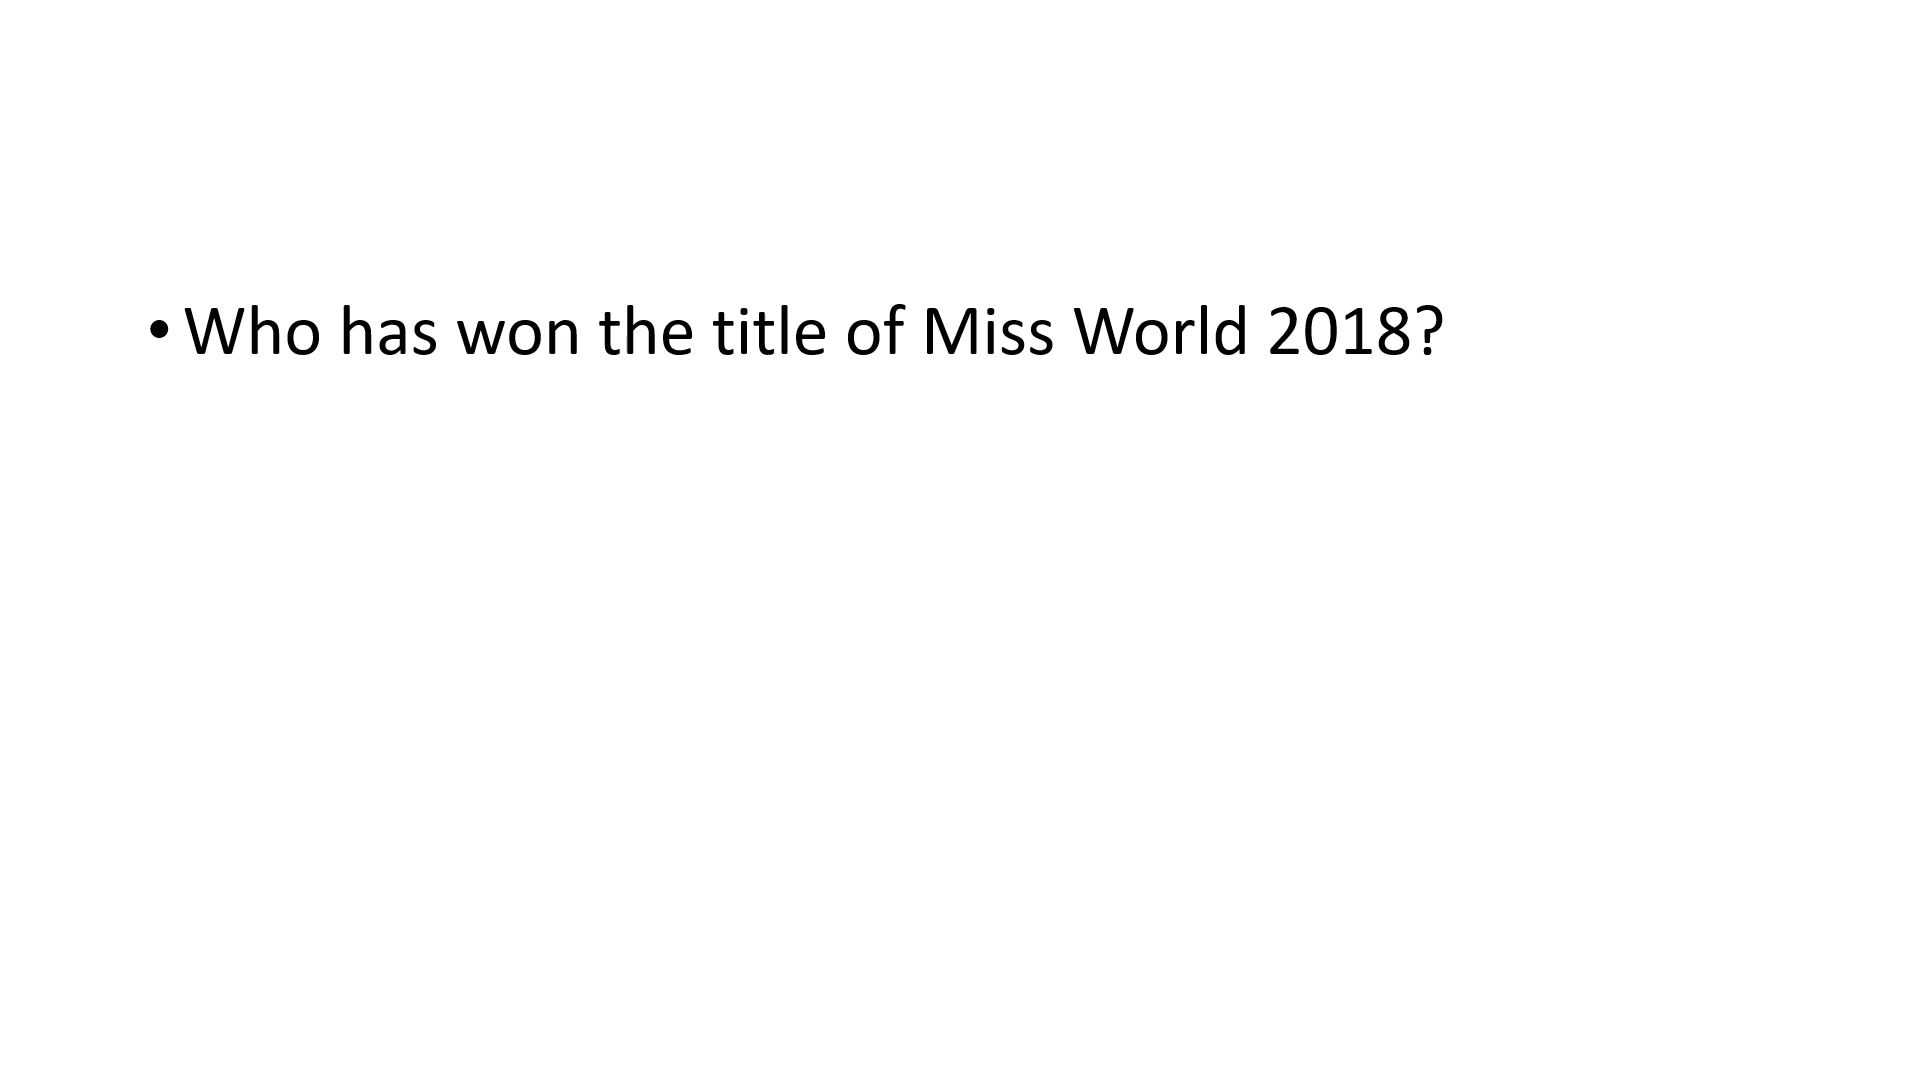 • Who has won the title of Miss World 2018?